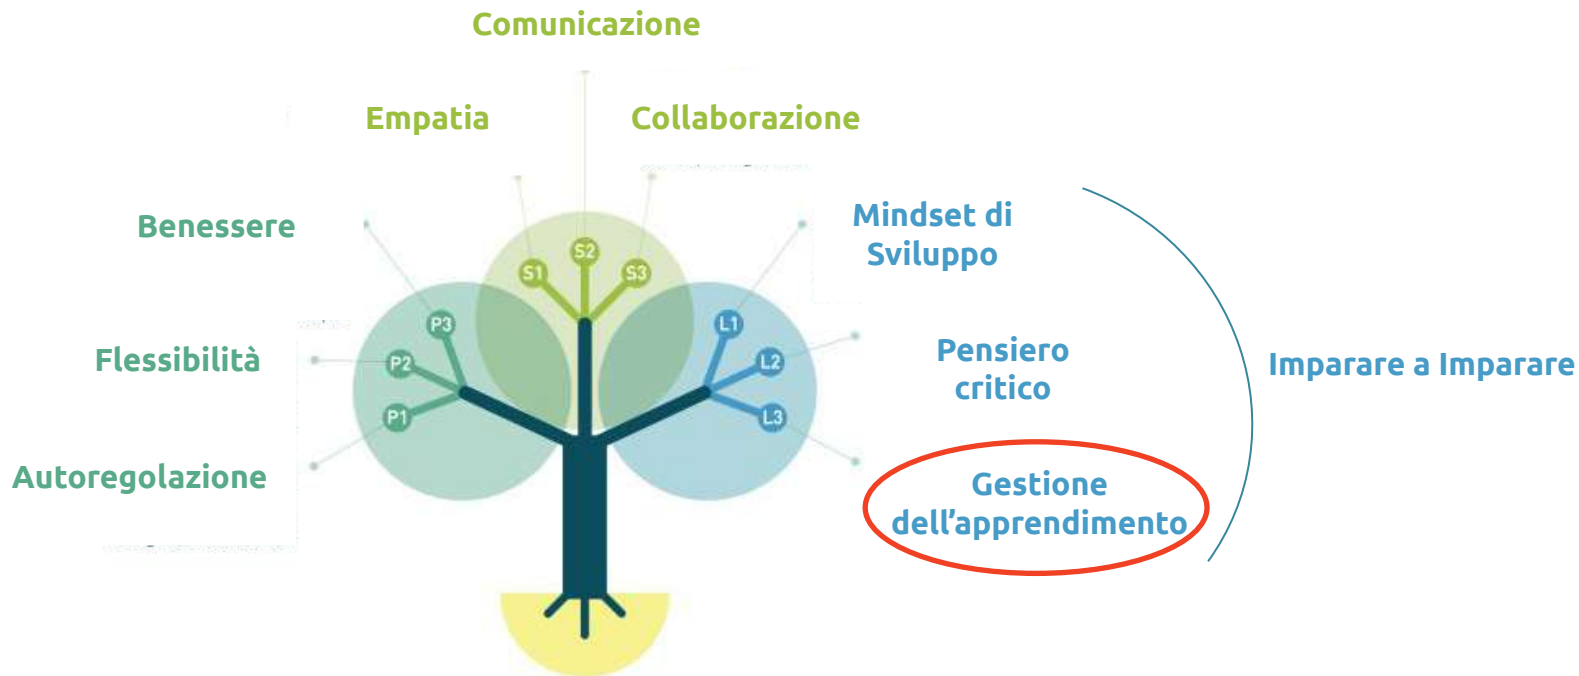 Comunicazione
Empatia
Collaborazione
Benessere
Mindset di
Sviluppo
S1
S2
S3
P3
L1
Flessibilità
P2
L2
Pensiero
critico
Imparare a Imparare
P1
L3
Autoregolazione
Gestione
dell’apprendimento